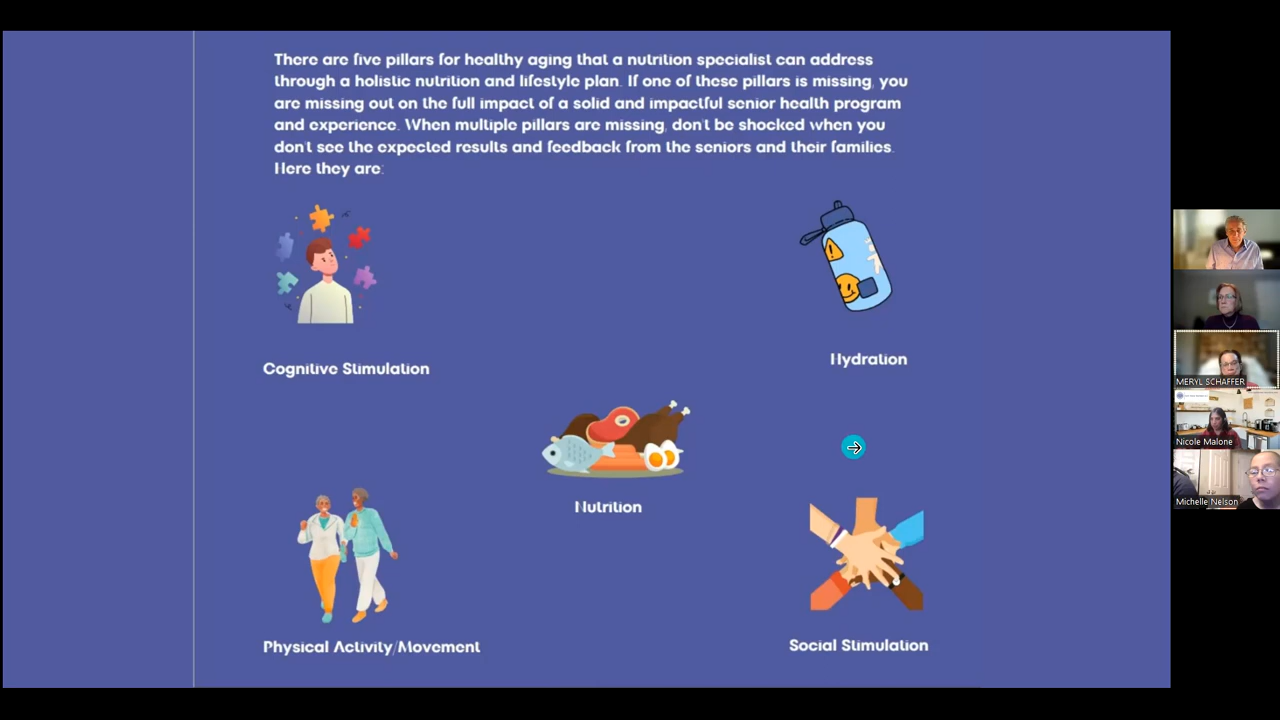 There are five pillars for healthy aging that a nutrition specialist can address
through a holistic nutrition and lifestyle plan. If one of these pillars is missing, you
are missing out on the full impact of a solid and impactful senior health program
and experience. When multiple pillars are missing, don't be shocked when you
don't see the expected results and feedback from the seniors and their families.
Here they are:
Cognitive Stimulation
Hydration
Nutrition
Physical Activity/Movement
Social Stimulation
MERYL SCHAFFER
Nicole Malone
Michelle Nelson